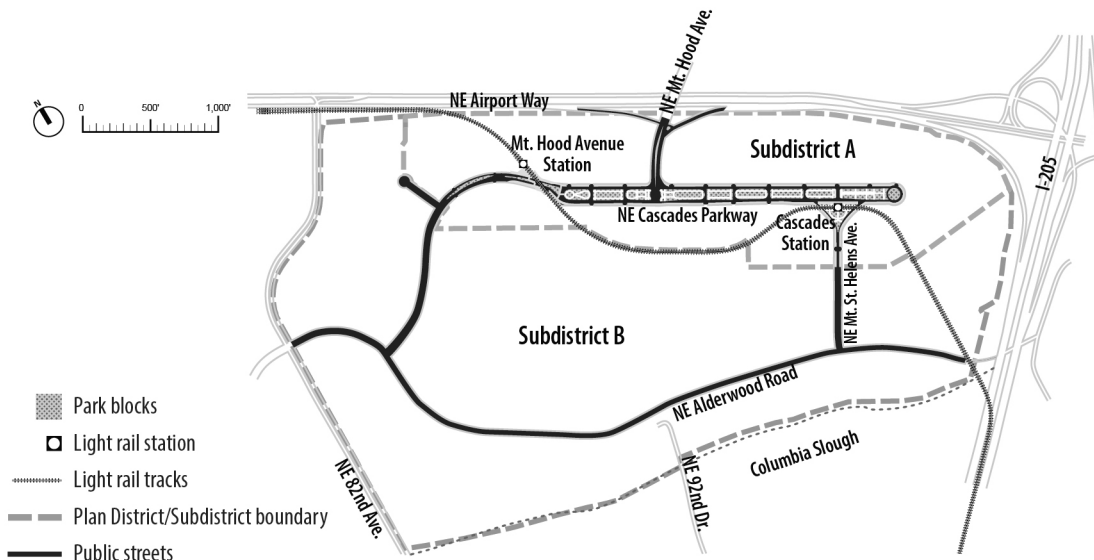 NE Mt. Hood Ave.
N
0
500'
1,000'
NE Airport Way
Mt. Hood Avenue
Station
Subdistrict A
I-205
NE Cascades Parkway
Cascades
Station
NE Mt. St. Helens Ave.
Subdistrict B
NE Alderwood Road
Columbia Slough
NE 82nd Ave.
NE 92nd Dr.
Park blocks
Light rail station
Light rail tracks
Plan District/Subdistrict boundary
Public streets